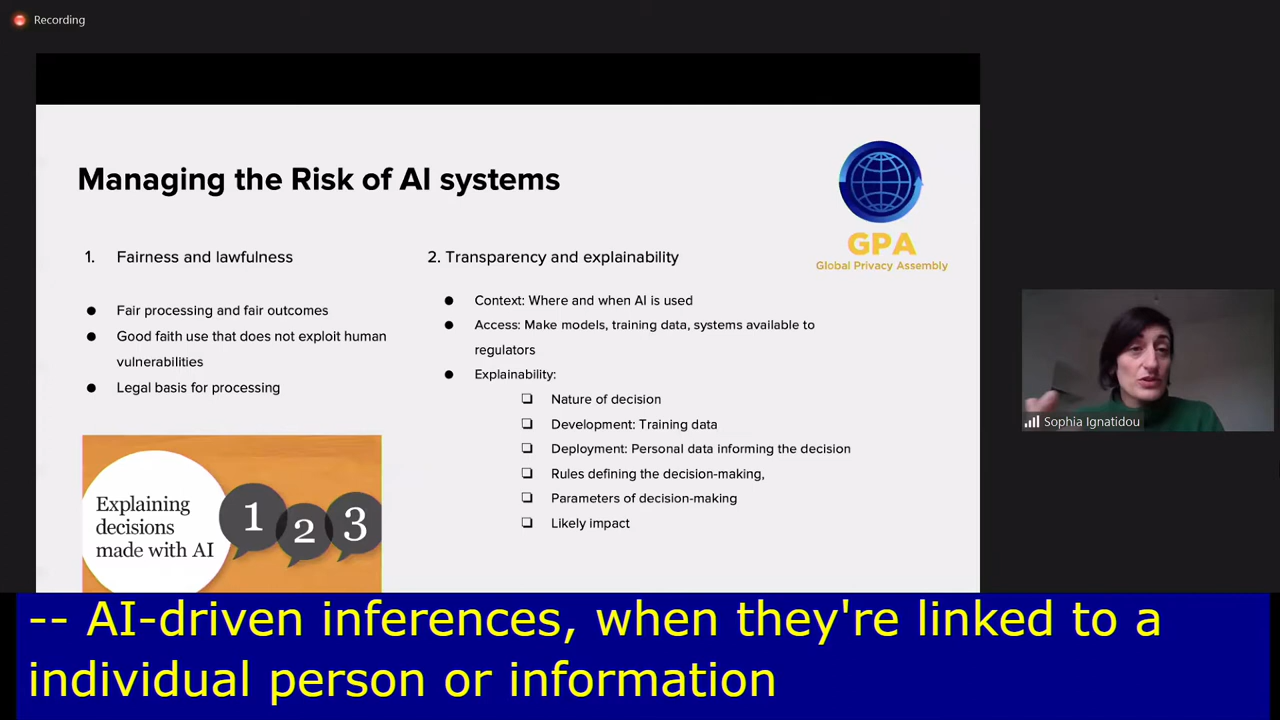 Recording
Managing the Risk of AI systems
GPA
Global Privacy Assembly
1. Fairness and lawfulness
● Fair processing and fair outcomes
● Good faith use that does not exploit human
vulnerabilities
● Legal basis for processing
2. Transparency and explainability
● Context: Where and when AI is used
● Access: Make models, training data, systems available to
regulators
● Explainability:
❏ Nature of decision
❏ Development: Training data
❏ Deployment: Personal data informing the decision
❏ Rules defining the decision-making,
❏ Parameters of decision-making
❏ Likely impact
Explaining
decisions
made with AI
1 2 3
Sophia Ignatidou
-- AI-driven inferences, when they're linked to a
individual person or information